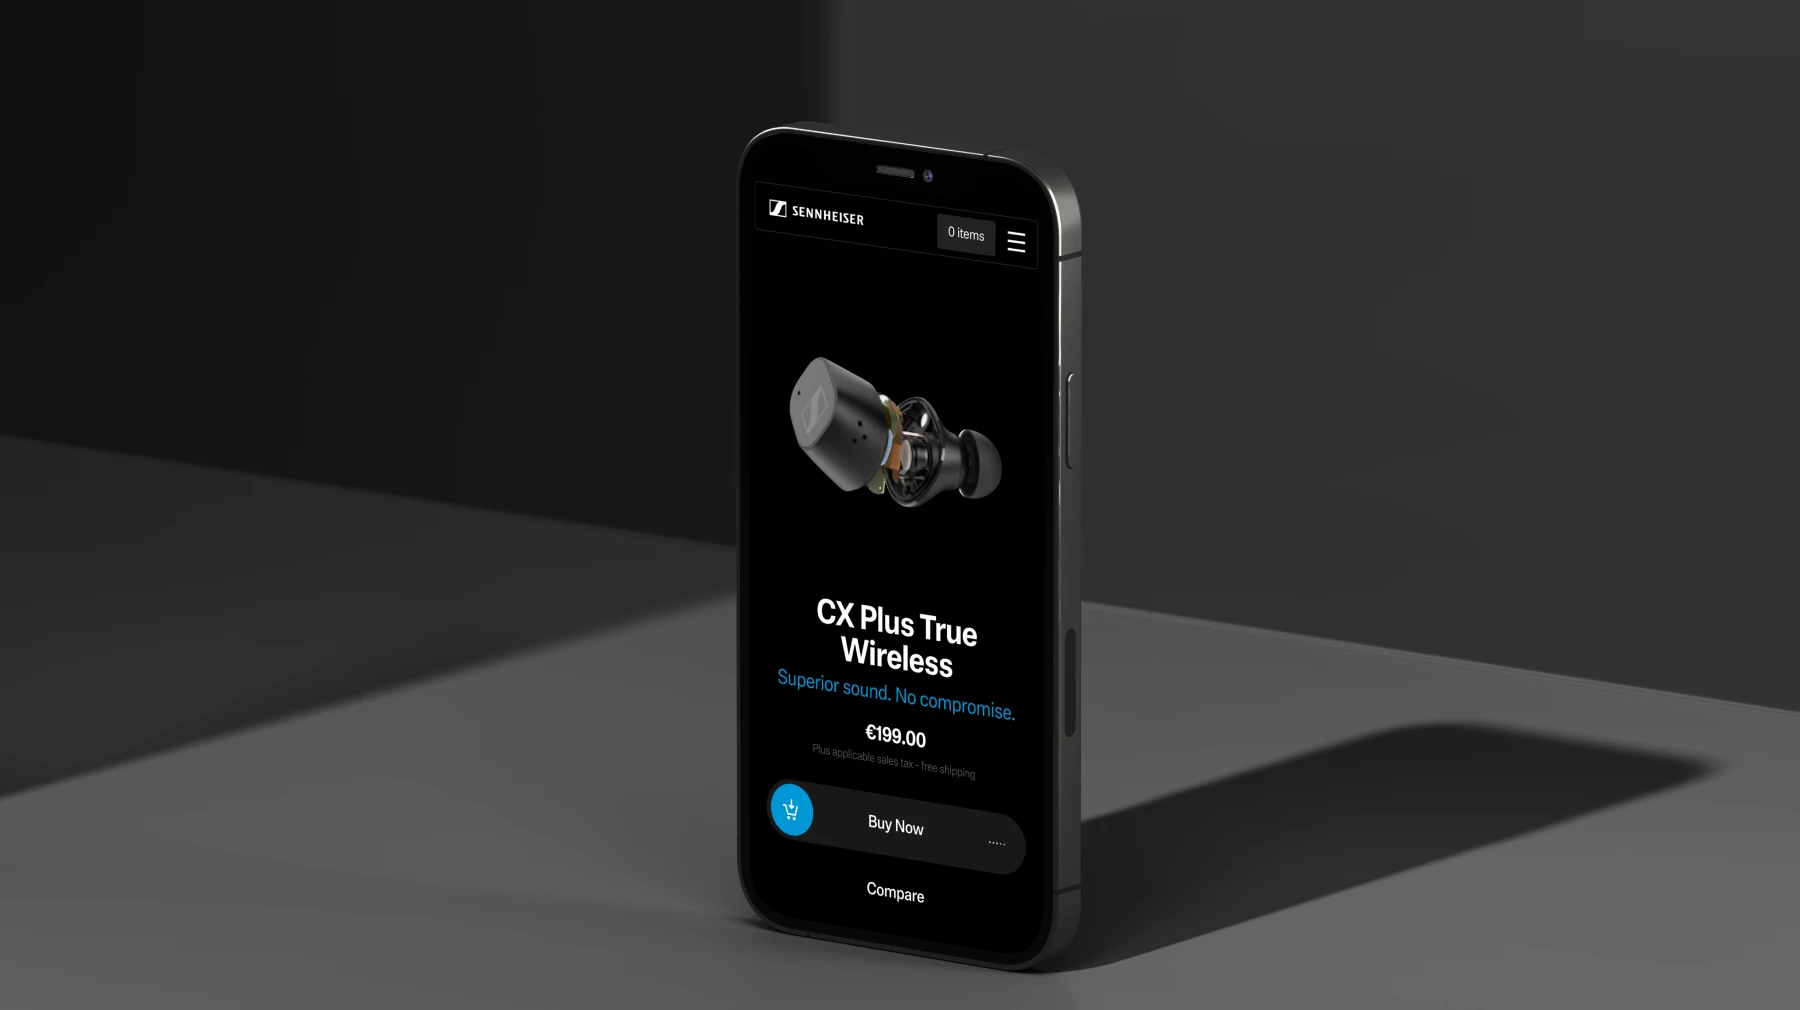 SENNHEISER
0 items
CX Plus True
Wireless
Superior sound. No compromise.
€199.00
Plus applicable sales tax - free shipping
Buy Now
Compare